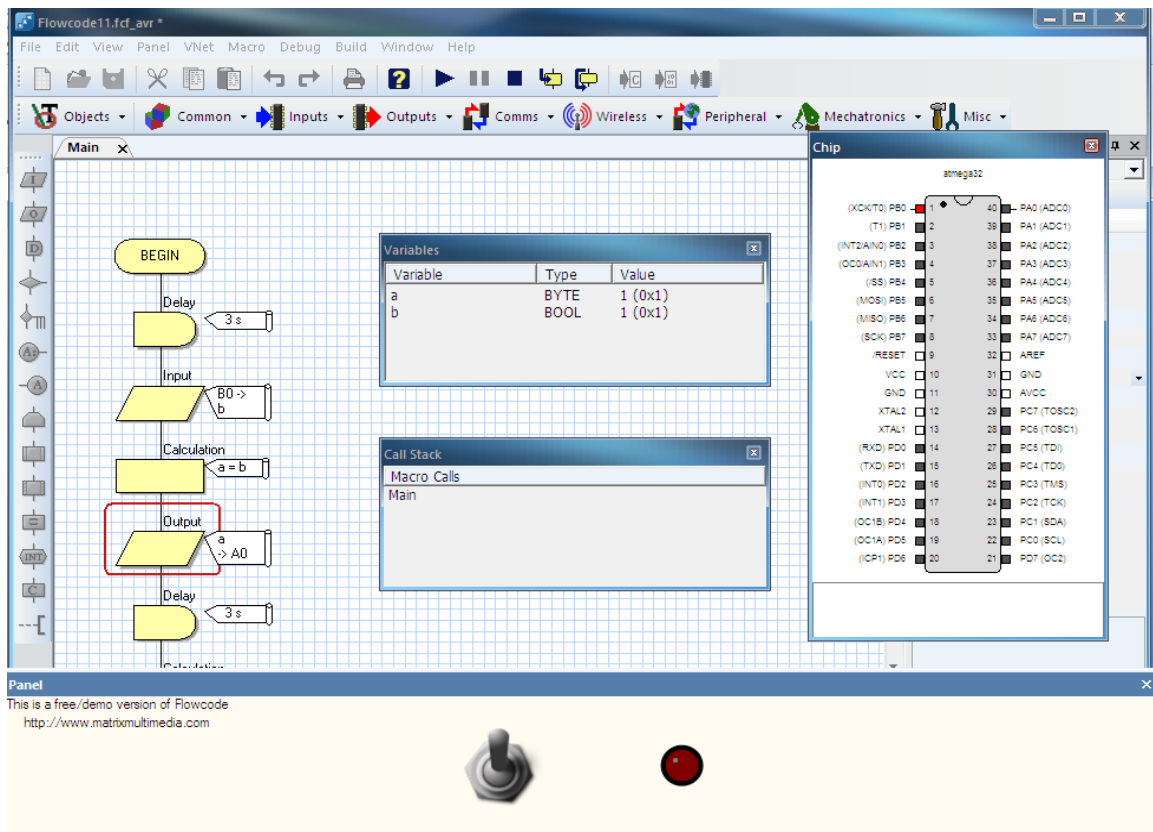 Flowcode11.fcf_avr *
File Edit View Panel VNet Macro Debug Build Window Help
Objects Common Inputs Outputs Comms Wireless Peripheral Mechatronics Misc
Main
BEGIN
Delay
3 s
Input
B0 ->
b
Calculation
a = b
Output
a
-> A0
Delay
3 s
Variables
Variable Type Value
a BYTE 1 (0x1)
b BOOL 1 (0x1)
Call Stack
Macro Calls
Main
Chip
atmega32
(XCK/T0) PB0 1 40 PA0 (ADC0)
(T1) PB1 2 39 PA1 (ADC1)
(INT2/AIN0) PB2 3 38 PA2 (ADC2)
(OC0/AIN1) PB3 4 37 PA3 (ADC3)
(/SS) PB4 5 36 PA4 (ADC4)
(MOSI) PB5 6 35 PA5 (ADC5)
(MISO) PB6 7 34 PA6 (ADC6)
(SCK) PB7 8 33 PA7 (ADC7)
/RESET 9 32 AREF
VCC 10 31 GND
GND 11 30 AVCC
XTAL2 12 29 PC7 (TOSC2)
XTAL1 13 28 PC6 (TOSC1)
(RXD) PD0 14 27 PC5 (TDI)
(TXD) PD1 15 26 PC4 (TD0)
(INT0) PD2 16 25 PC3 (TMS)
(INT1) PD3 17 24 PC2 (TCK)
(OC1B) PD4 18 23 PC1 (SDA)
(OC1A) PD5 19 22 PC0 (SCL)
(ICP1) PD6 20 21 PD7 (OC2)
Panel
This is a free/demo version of Flowcode
http://www.matrixmultimedia.com